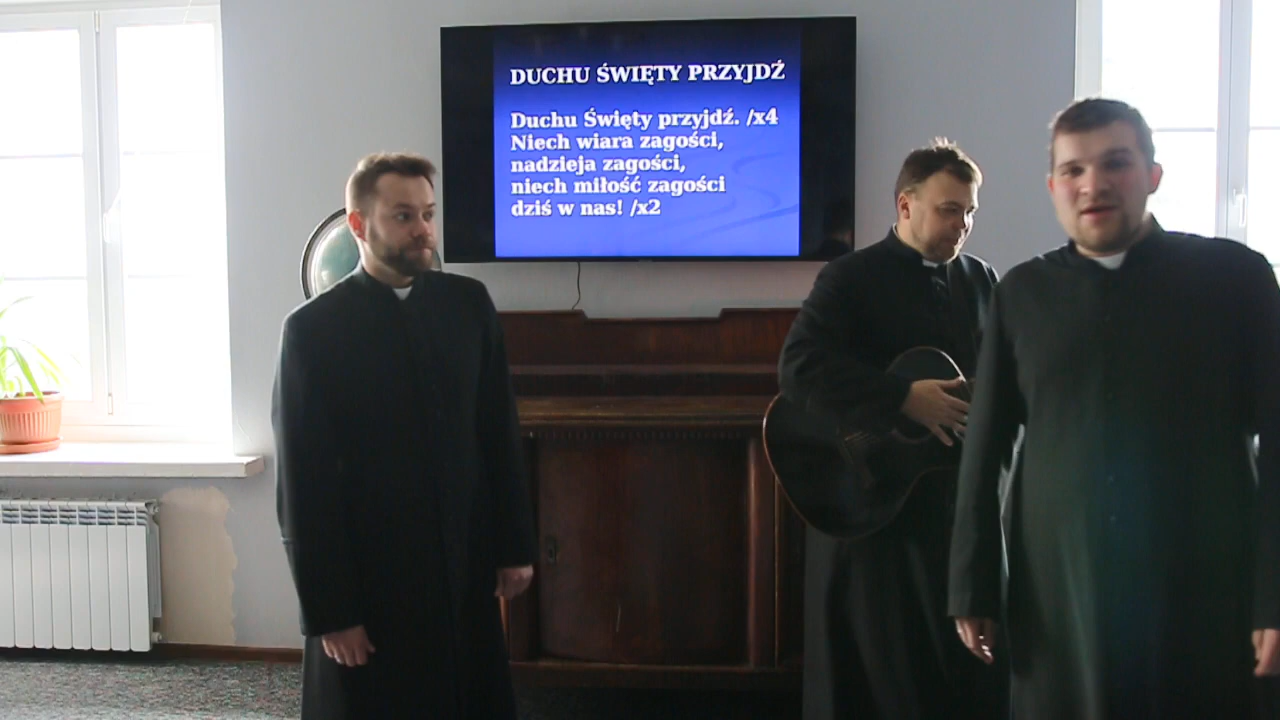 DUCHU ŚWIĘTY PRZYJDŹ
Duchu Święty przyjdź. /x4
Niech wiara zagości,
nadzieja zagości,
niech miłość zagości
dziś w nas! /x2